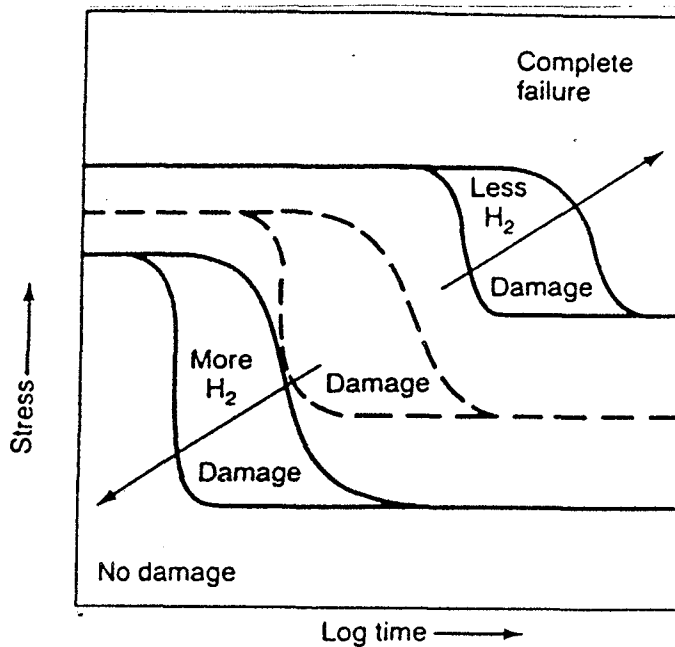 Complete
failure
Less
H₂
Damage
More
H₂
Damage
Damage
No damage
Stress
Log time